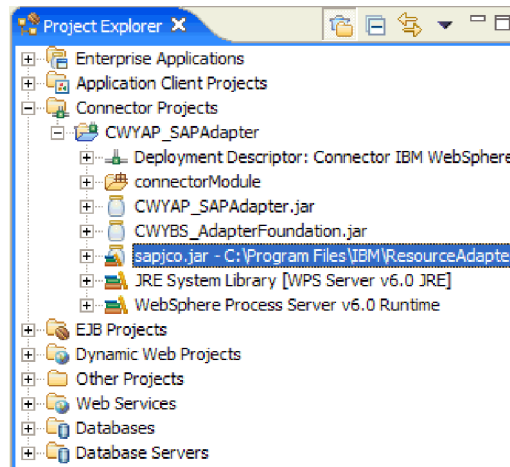 Project Explorer
Enterprise Applications
Application Client Projects
Connector Projects
CWYAP_SAPAdapter
Deployment Descriptor: Connector IBM WebSphere
connectorModule
CWYAP_SAPAdapter.jar
CWYBS_AdapterFoundation.jar
sapjco.jar - C:\Program Files\IBM\ResourceAdapte
JRE System Library [WPS Server v6.0 JRE]
WebSphere Process Server v6.0 Runtime
EJB Projects
Dynamic Web Projects
Other Projects
Web Services
Databases
Database Servers